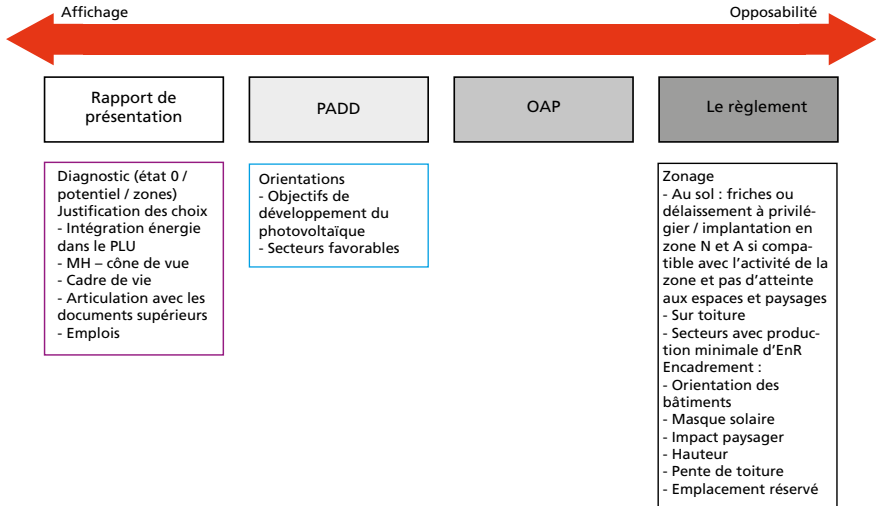 Affichage
Opposabilité
Rapport de
présentation
PADD
OAP
Le règlement
Diagnostic (état 0 /
potentiel / zones)
Justification des choix
- Intégration énergie
dans le PLU
- MH – cône de vue
- Cadre de vie
- Articulation avec les
documents supérieurs
- Emplois
Orientations
- Objectifs de
développement du
photovoltaïque
- Secteurs favorables
Zonage
- Au sol : friches ou
délaissement à privilé-
gier / implantation en
zone N et A si compa-
tible avec l'activité de la
zone et pas d'atteinte
aux espaces et paysages
- Sur toiture
- Secteurs avec produc-
tion minimale d'EnR
Encadrement :
- Orientation des
bâtiments
- Masque solaire
- Impact paysager
- Hauteur
- Pente de toiture
- Emplacement réservé